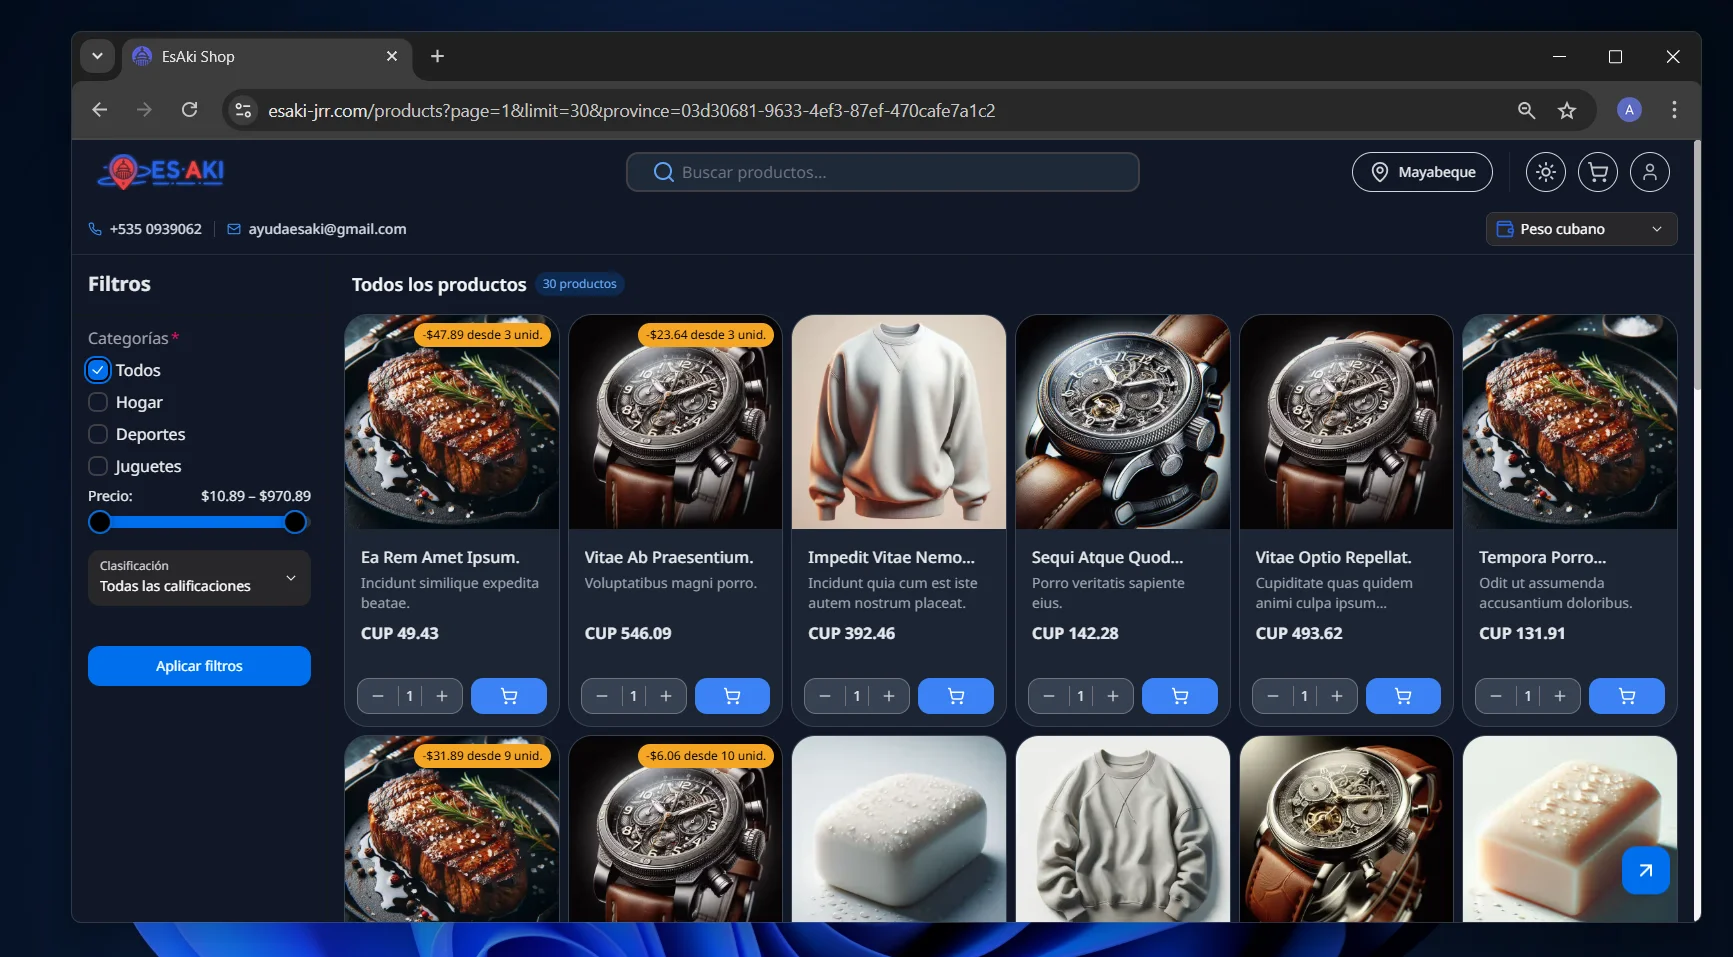 EsAki Shop
esaki-jrr.com/products?page=1&limit=30&province=03d30681-9633-4ef3-87ef-470cafe7a1c2
A
ES·AKI
Buscar productos...
Mayabeque
+535 0939062
ayudaesaki@gmail.com
Peso cubano
Filtros
Categorías*
Todos
Hogar
Deportes
Juguetes
Precio: $10.89 – $970.89
Clasificación
Todas las calificaciones
Aplicar filtros
Todos los productos 30 productos
-$47.89 desde 3 unid.
Ea Rem Amet Ipsum.
Incidunt similique expedita
beatae.
CUP 49.43
1
-$23.64 desde 3 unid.
Vitae Ab Praesentium.
Voluptatibus magni porro.
CUP 546.09
1
Impedit Vitae Nemo...
Incidunt quia cum est iste
autem nostrum placeat.
CUP 392.46
1
Sequi Atque Quod...
Porro veritatis sapiente
eius.
CUP 142.28
1
Vitae Optio Repellat.
Cupiditate quas quidem
animi culpa ipsum...
CUP 493.62
1
Tempora Porro...
Odit ut assumenda
accusantium doloribus.
CUP 131.91
1
-$31.89 desde 9 unid.
-$6.06 desde 10 unid.